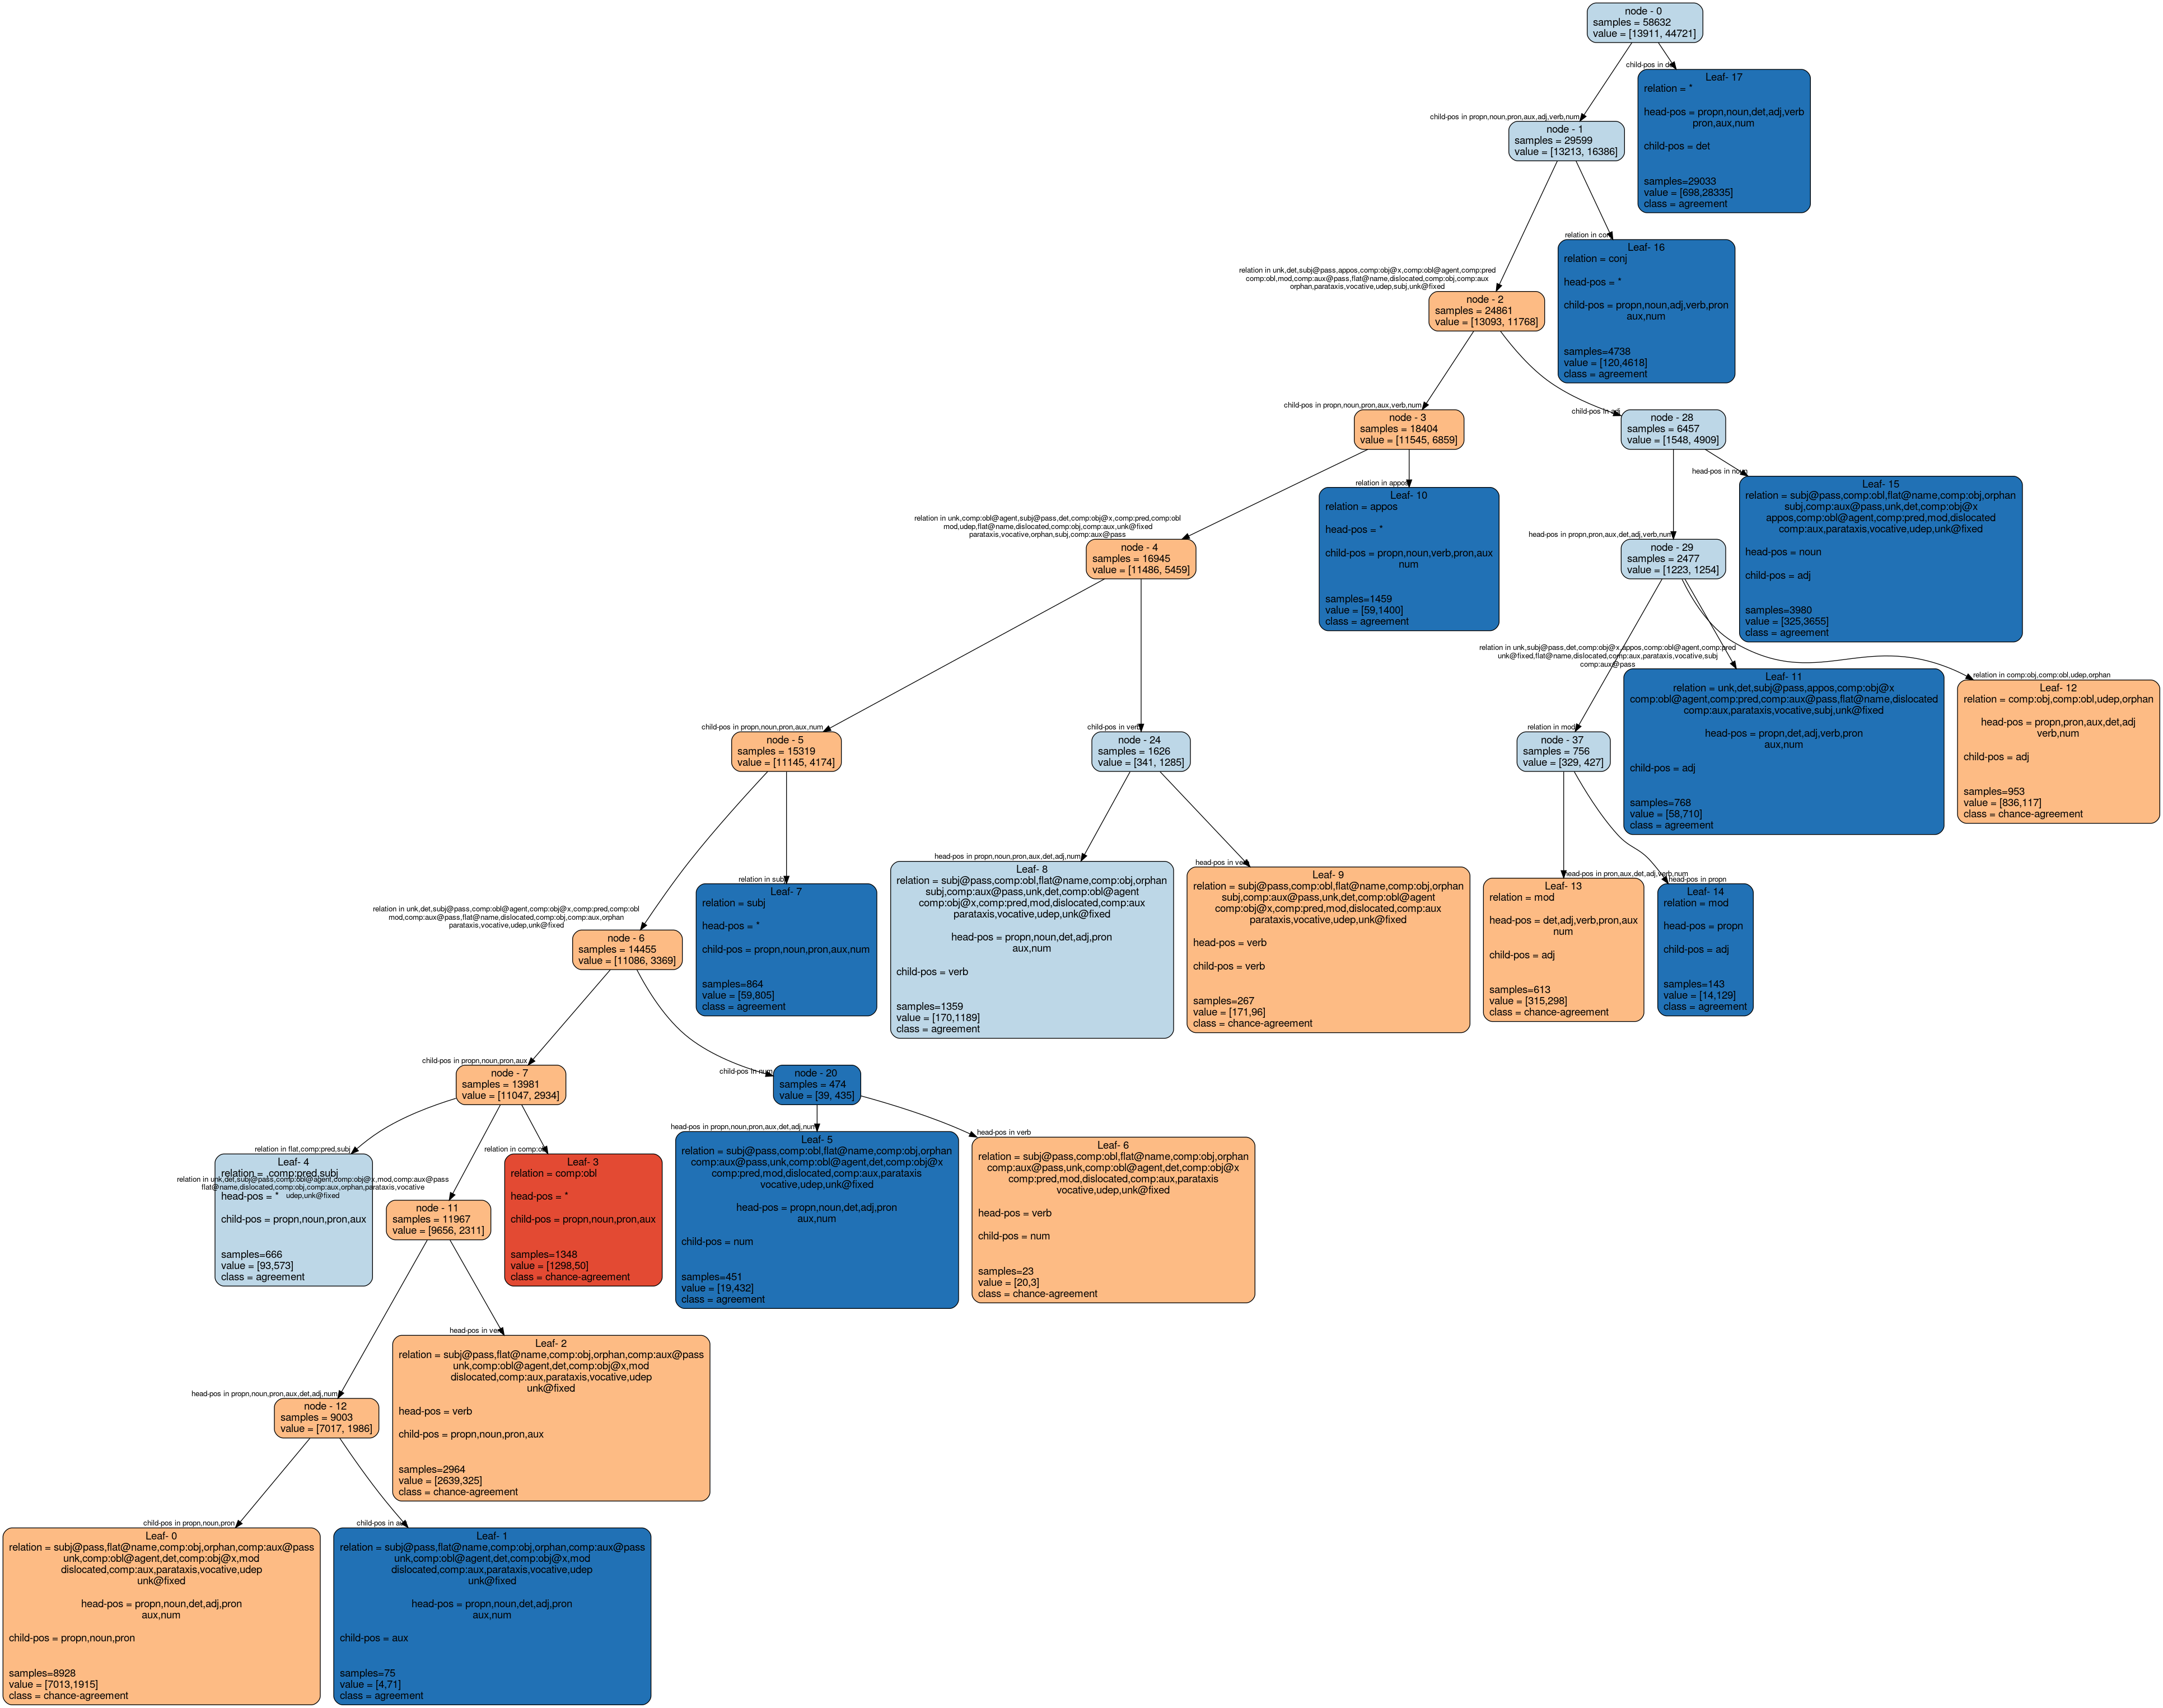 node - 0
samples = 58632
value = [13911, 44721]
child-pos in
Leaf- 17
relation = *
head-pos = propn,noun,det,adj,verb
pron,aux,num
child-pos = det
samples=29033
value = [698,28335]
class = agreement
child-pos in propn,noun,pron,aux,adj,verb,num
node - 1
samples = 29599
value = [13213, 16386]
relation in
Leaf- 16
relation = conj
head-pos = *
child-pos = propn,noun,adj,verb,pron
aux,num
samples=4738
value = [120,4618]
class = agreement
relation in unk,det,subj@pass,appos,comp:obj@x,comp:obl@agent,comp:pred
comp:obl,mod,comp:aux@pass,flat@name,dislocated,comp:obj,comp:aux
orphan,parataxis,vocative,udep,subj,unk@fixed
node - 2
samples = 24861
value = [13093, 11768]
child-pos in propn,noun,pron,aux,verb,num
node - 3
samples = 18404
value = [11545, 6859]
child-pos in adj
node - 28
samples = 6457
value = [1548, 4909]
head-pos in noun
Leaf- 15
relation = subj@pass,comp:obl,flat@name,comp:obj,orphan
subj,comp:aux@pass,unk,det,comp:obj@x
appos,comp:obl@agent,comp:pred,mod,dislocated
comp:aux,parataxis,vocative,udep,unk@fixed
head-pos = noun
child-pos = adj
samples=3980
value = [325,3655]
class = agreement
relation in appos
Leaf- 10
relation = appos
head-pos = *
child-pos = propn,noun,verb,pron,aux
num
samples=1459
value = [59,1400]
class = agreement
relation in unk,comp:obl@agent,subj@pass,det,comp:obj@x,comp:pred,comp:obl
mod,udep,flat@name,dislocated,comp:obj,comp:aux,unk@fixed
parataxis,vocative,orphan,subj,comp:aux@pass
node - 4
samples = 16945
value = [11486, 5459]
head-pos in propn,pron,aux,det,adj,verb,num
node - 29
samples = 2477
value = [1223, 1254]
relation in unk,subj@pass,det,comp:obj@x,appos,comp:obl@agent,comp:pred
unk@fixed,flat@name,dislocated,comp:aux,parataxis,vocative,subj
comp:aux@pass
Leaf- 11
relation = unk,det,subj@pass,appos,comp:obj@x
comp:obl@agent,comp:pred,comp:aux@pass,flat@name,dislocated
comp:aux,parataxis,vocative,subj,unk@fixed
head-pos = propn,det,adj,verb,pron
aux,num
child-pos = adj
samples=768
value = [58,710]
class = agreement
relation in comp:obj,comp:obl,udep,orphan
Leaf- 12
relation = comp:obj,comp:obl,udep,orphan
head-pos = propn,pron,aux,det,adj
verb,num
child-pos = adj
samples=953
value = [836,117]
class = chance-agreement
child-pos in propn,noun,pron,aux,num
node - 5
samples = 15319
value = [11145, 4174]
child-pos in verb
node - 24
samples = 1626
value = [341, 1285]
relation in mod
node - 37
samples = 756
value = [329, 427]
head-pos in propn,noun,pron,aux,det,adj,num
Leaf- 8
relation = subj@pass,comp:obl,flat@name,comp:obj,orphan
subj,comp:aux@pass,unk,det,comp:obl@agent
comp:obj@x,comp:pred,mod,dislocated,comp:aux
parataxis,vocative,udep,unk@fixed
head-pos = propn,noun,det,adj,pron
aux,num
child-pos = verb
samples=1359
value = [170,1189]
class = agreement
head-pos in verb
Leaf- 9
relation = subj@pass,comp:obl,flat@name,comp:obj,orphan
subj,comp:aux@pass,unk,det,comp:obl@agent
comp:obj@x,comp:pred,mod,dislocated,comp:aux
parataxis,vocative,udep,unk@fixed
head-pos = verb
child-pos = verb
samples=267
value = [171,96]
class = chance-agreement
head-pos in pron,aux,det,adj,verb,num
Leaf- 13
relation = mod
head-pos = det,adj,verb,pron,aux
num
child-pos = adj
samples=613
value = [315,298]
class = chance-agreement
head-pos in propn
Leaf- 14
relation = mod
head-pos = propn
child-pos = adj
samples=143
value = [14,129]
class = agreement
relation in subj
Leaf- 7
relation = subj
head-pos = *
child-pos = propn,noun,pron,aux,num
samples=864
value = [59,805]
class = agreement
relation in unk,det,subj@pass,comp:obl@agent,comp:obj@x,comp:pred,comp:obl
mod,comp:aux@pass,flat@name,dislocated,comp:obj,comp:aux,orphan
parataxis,vocative,udep,unk@fixed
node - 6
samples = 14455
value = [11086, 3369]
child-pos in propn,noun,pron,aux
node - 7
samples = 13981
value = [11047, 2934]
child-pos in num
node - 20
samples = 474
value = [39, 435]
relation in flat,comp:pred,subj
Leaf- 4
relation = ,comp:pred,subj
head-pos = *
child-pos = propn,noun,pron,aux
samples=666
value = [93,573]
class = agreement
relation in unk,det,subj@pass,comp:obl@agent,comp:obj@x,mod,comp:aux@pass
flat@name,dislocated,comp:obj,comp:aux,orphan,parataxis,vocative
udep,unk@fixed
node - 11
samples = 11967
value = [9656, 2311]
relation in comp:obl
Leaf- 3
relation = comp:obl
head-pos = *
child-pos = propn,noun,pron,aux
samples=1348
value = [1298,50]
class = chance-agreement
head-pos in propn,noun,pron,aux,det,adj,num
Leaf- 5
relation = subj@pass,comp:obl,flat@name,comp:obj,orphan
comp:aux@pass,unk,comp:obl@agent,det,comp:obj@x
comp:pred,mod,dislocated,comp:aux,parataxis
vocative,udep,unk@fixed
head-pos = propn,noun,det,adj,pron
aux,num
child-pos = num
samples=451
value = [19,432]
class = agreement
head-pos in verb
Leaf- 6
relation = subj@pass,comp:obl,flat@name,comp:obj,orphan
comp:aux@pass,unk,comp:obl@agent,det,comp:obj@x
comp:pred,mod,dislocated,comp:aux,parataxis
vocative,udep,unk@fixed
head-pos = verb
child-pos = num
samples=23
value = [20,3]
class = chance-agreement
head-pos in verb
Leaf- 2
relation = subj@pass,flat@name,comp:obj,orphan,comp:aux@pass
unk,comp:obl@agent,det,comp:obj@x,mod
dislocated,comp:aux,parataxis,vocative,udep
unk@fixed
head-pos = verb
child-pos = propn,noun,pron,aux
samples=2964
value = [2639,325]
class = chance-agreement
head-pos in propn,noun,pron,aux,det,adj,num
node - 12
samples = 9003
value = [7017, 1986]
child-pos in propn,noun,pron
Leaf- 0
relation = subj@pass,flat@name,comp:obj,orphan,comp:aux@pass
unk,comp:obl@agent,det,comp:obj@x,mod
dislocated,comp:aux,parataxis,vocative,udep
unk@fixed
head-pos = propn,noun,det,adj,pron
aux,num
child-pos = propn,noun,pron
samples=8928
value = [7013,1915]
class = chance-agreement
child-pos in aux
Leaf- 1
relation = subj@pass,flat@name,comp:obj,orphan,comp:aux@pass
unk,comp:obl@agent,det,comp:obj@x,mod
dislocated,comp:aux,parataxis,vocative,udep
unk@fixed
head-pos = propn,noun,det,adj,pron
aux,num
child-pos = aux
samples=75
value = [4,71]
class = agreement